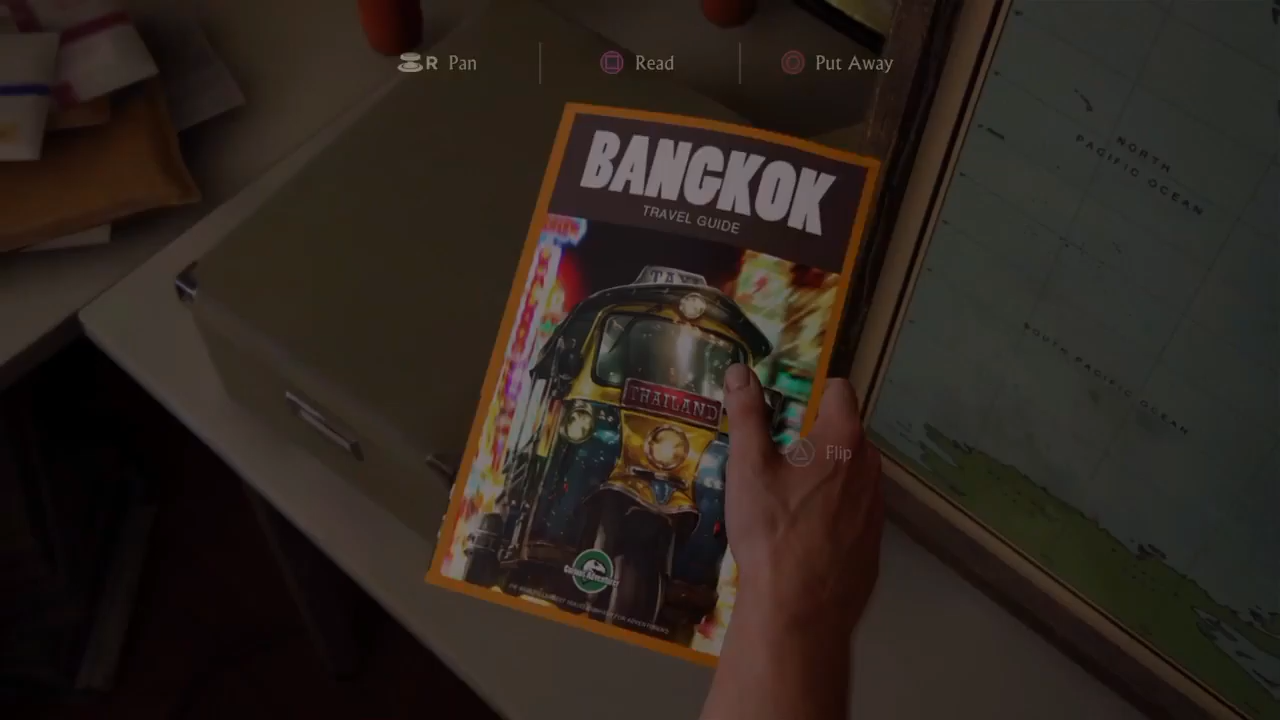 R Pan
Read
Put Away
BANGKOK
TRAVEL GUIDE
TAXI
THAILAND
Flip
NORTH
PACIFIC OCEAN
SOUTH PACIFIC OCEAN